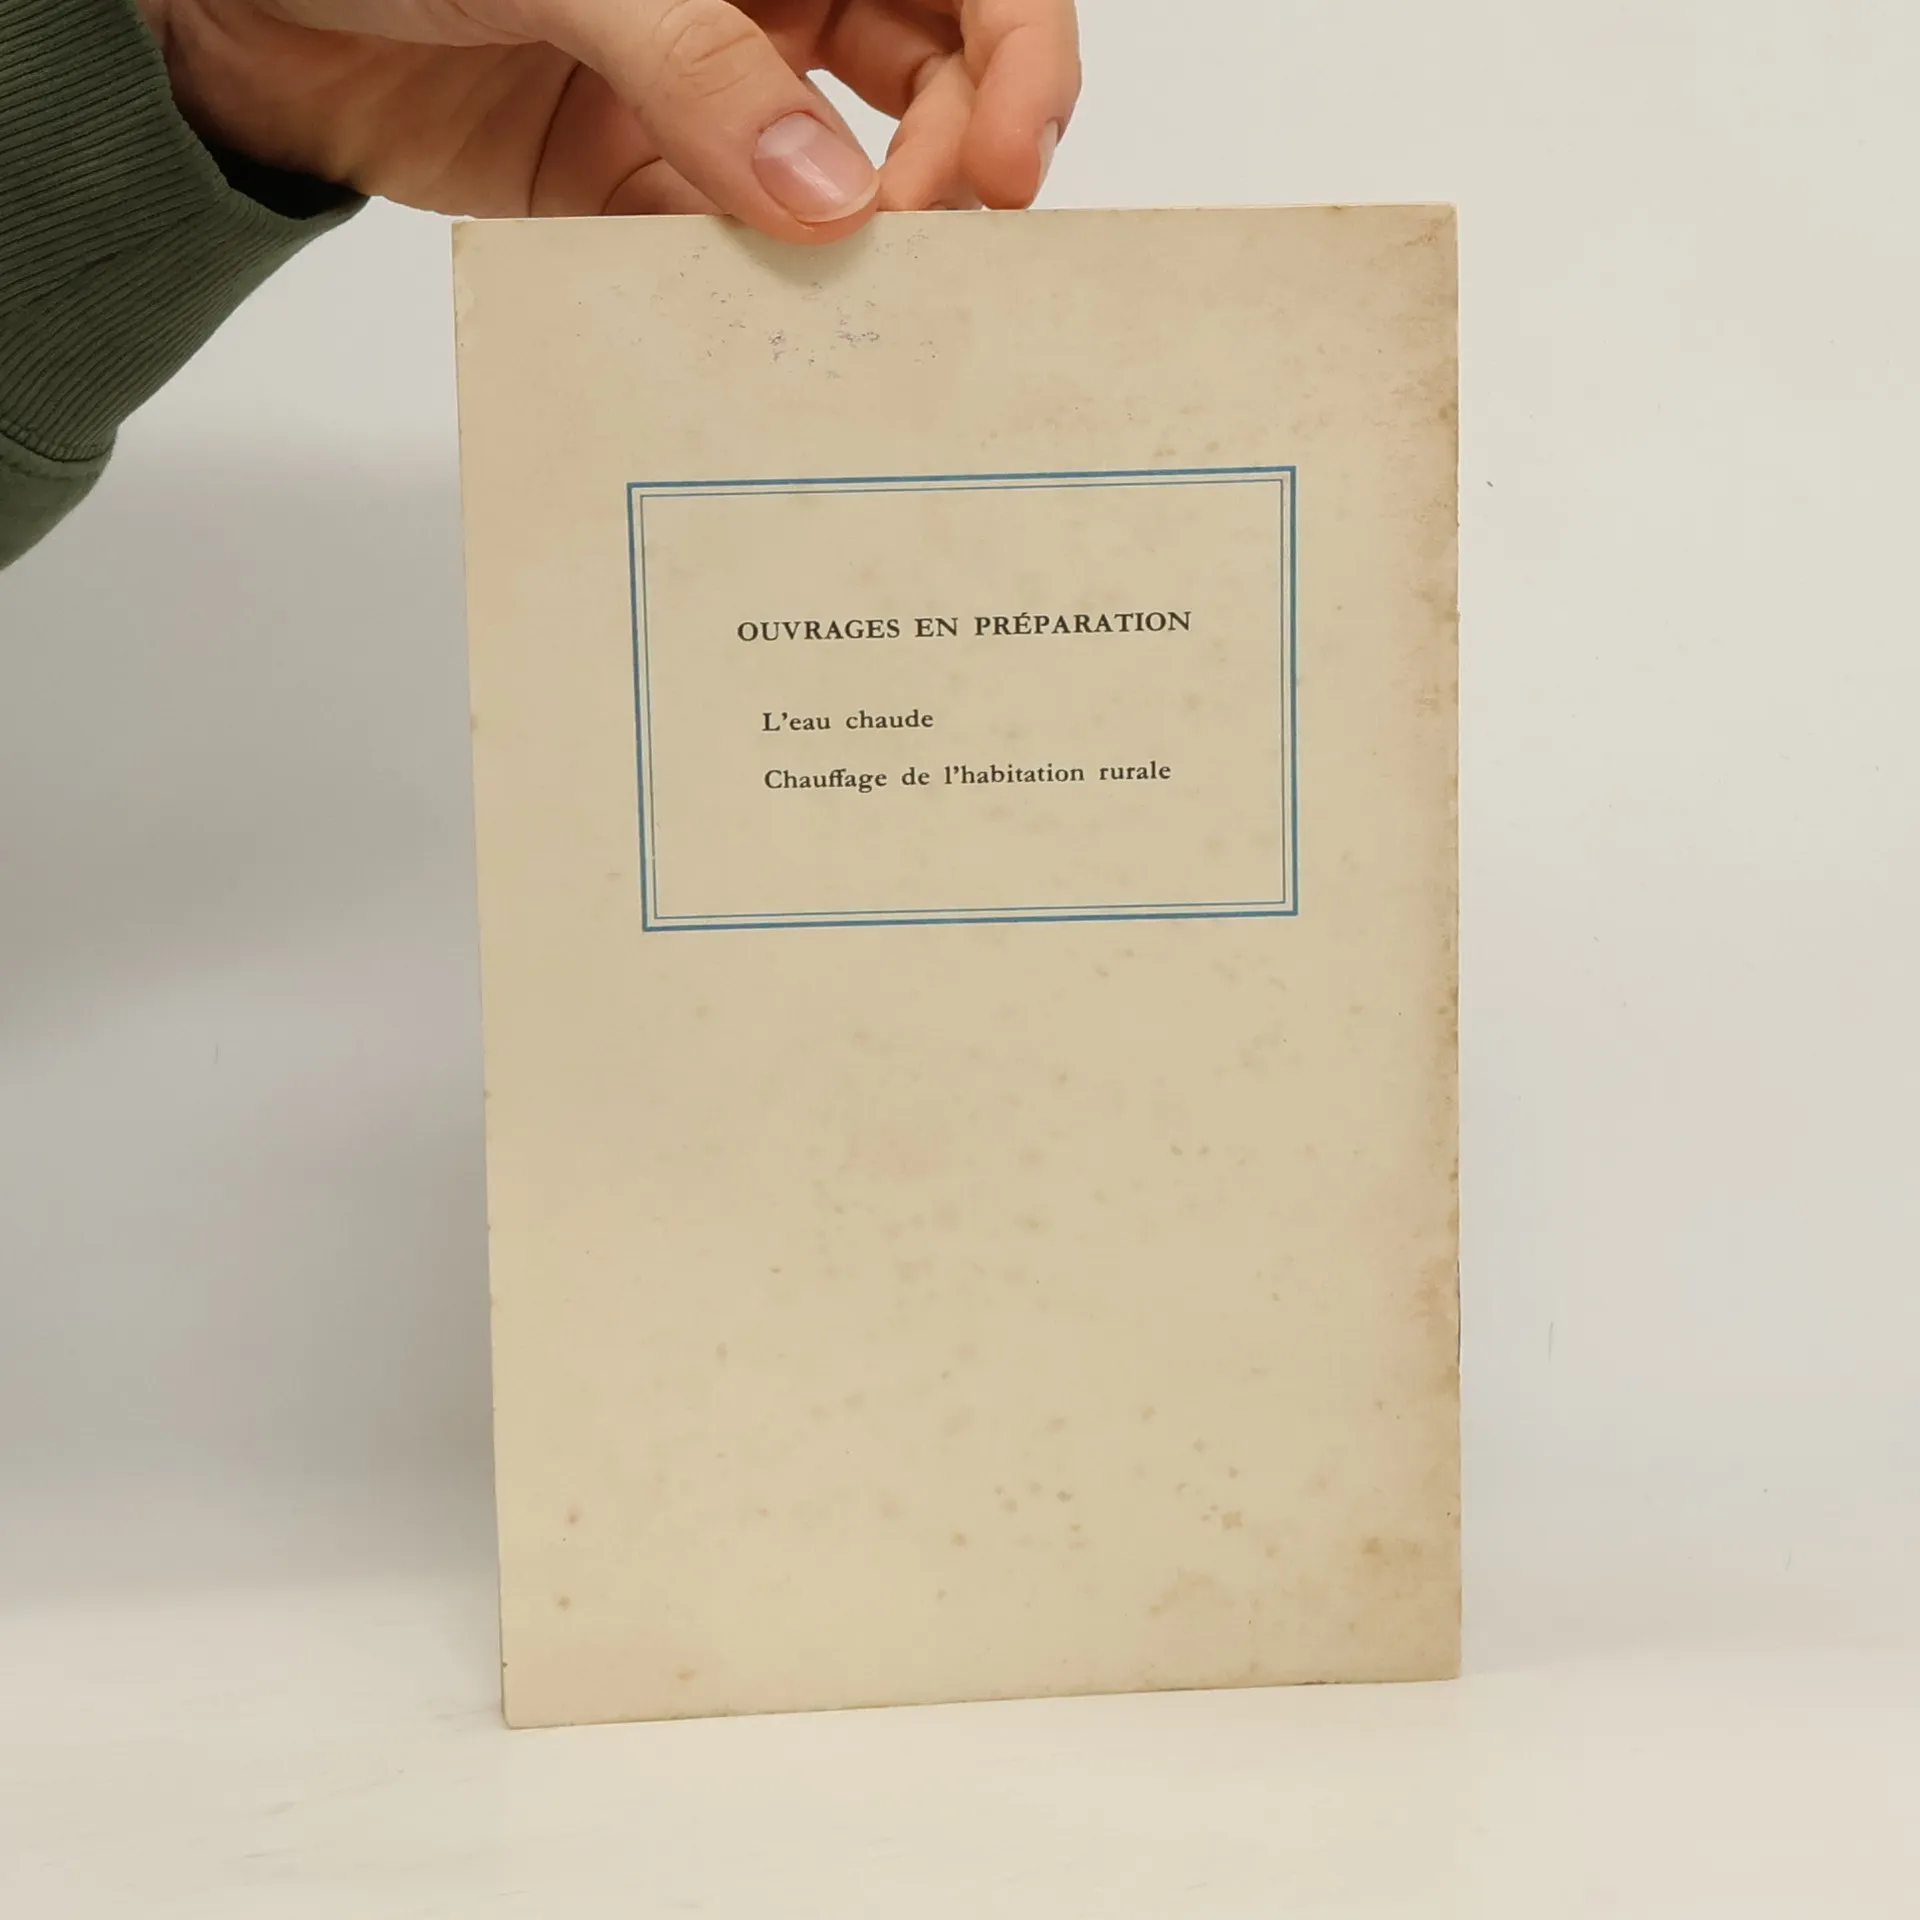 OUVRAGES EN PRÉPARATION
L'eau chaude
Chauffage de l'habitation rurale